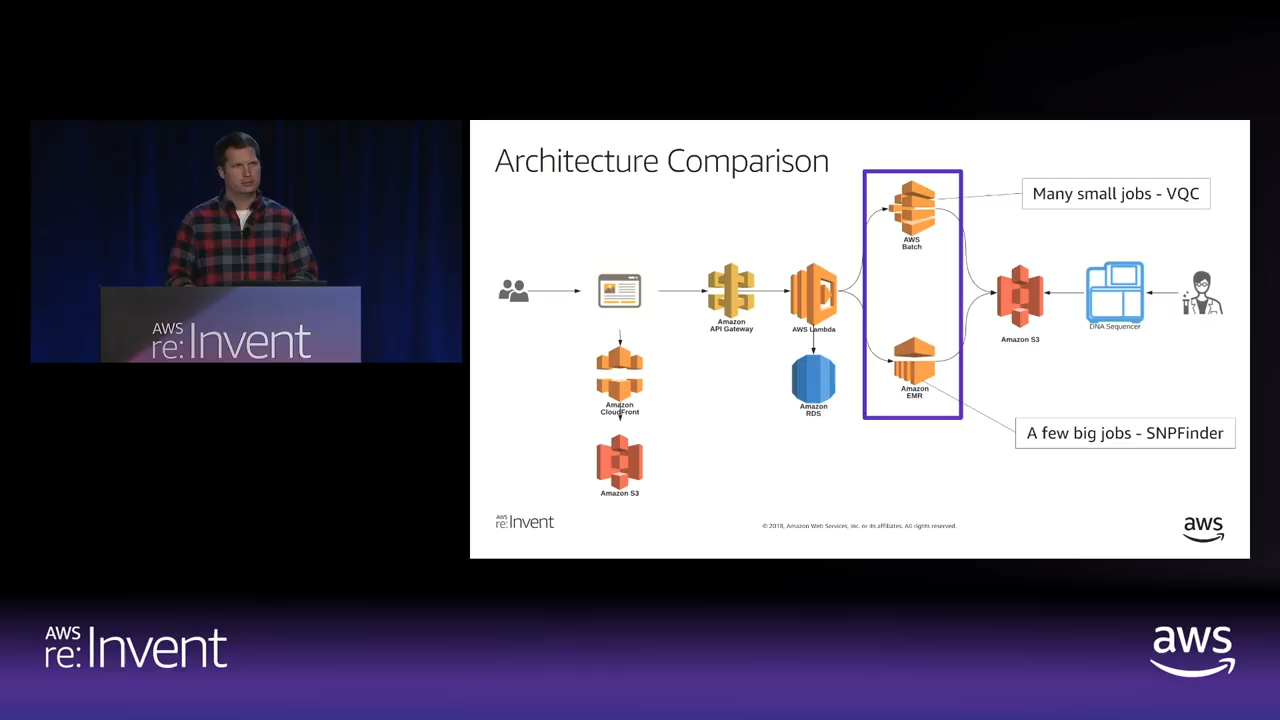 Architecture Comparison
Many small jobs - VQC
AWS
Batch
Amazon
API Gateway
AWS Lambda
Amazon S3
DNA Sequencer
Amazon
CloudFront
Amazon
RDS
Amazon
EMR
A few big jobs - SNPFinder
Amazon S3
AWS
re:Invent
© 2018, Amazon Web Services, Inc. or its affiliates. All rights reserved.
aws
AWS
re:Invent
AWS
re:Invent
aws